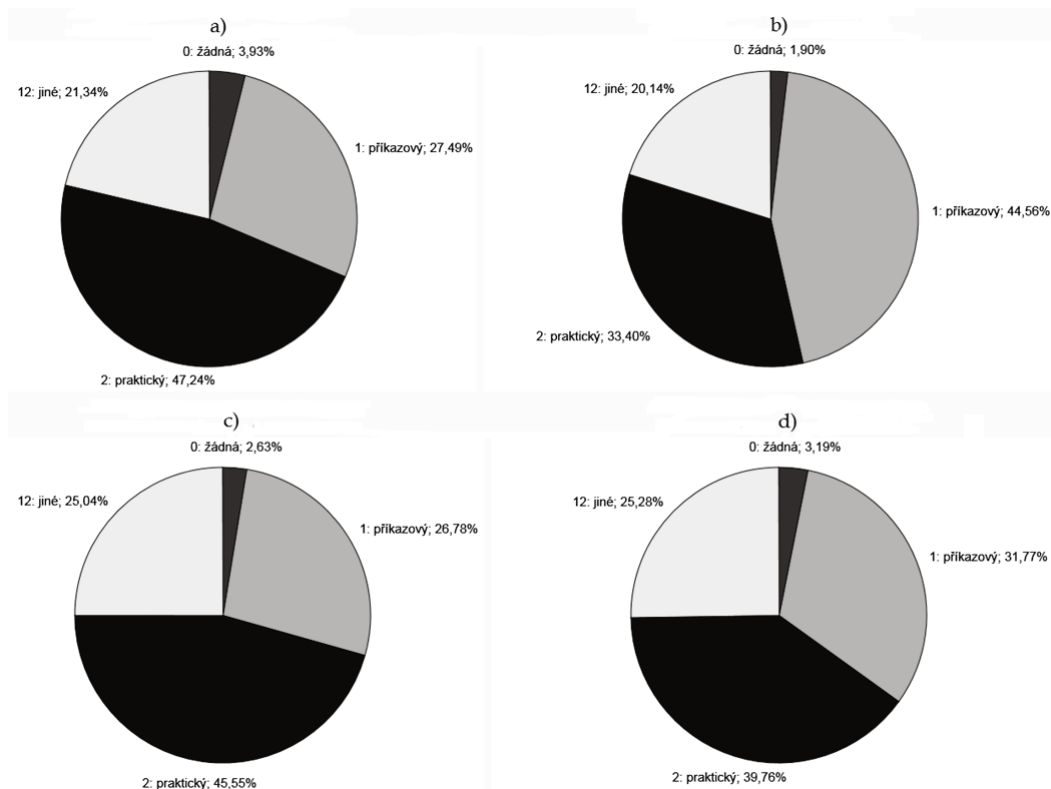 a)
0: žádná; 3,93%
12: jiné; 21,34%
1: příkazový; 27,49%
2: praktický; 47,24%
b)
0: žádná; 1,90%
12: jiné; 20,14%
1: příkazový; 44,56%
2: praktický; 33,40%
c)
0: žádná; 2,63%
12: jiné; 25,04%
1: příkazový; 26,78%
2: praktický; 45,55%
d)
0: žádná; 3,19%
12: jiné; 25,28%
1: příkazový; 31,77%
2: praktický; 39,76%